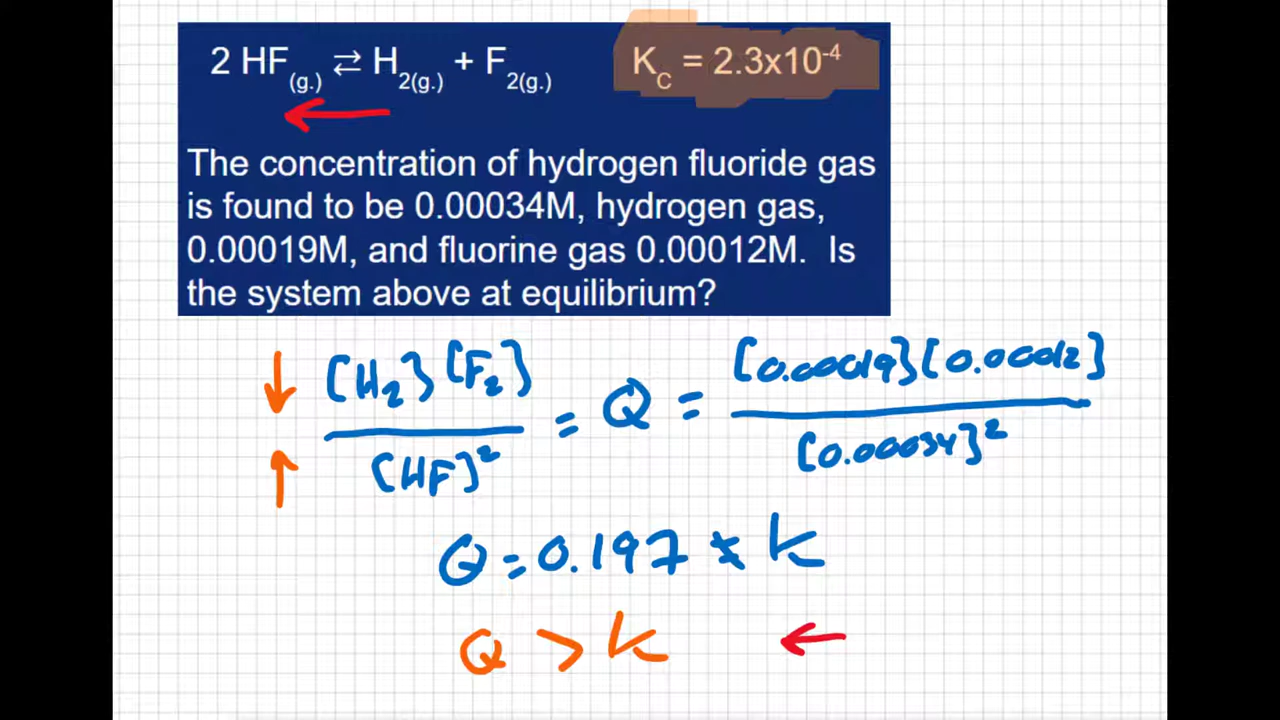 2 HF(g.) ⇄ H2(g.) + F2(g.) KC = 2.3x10-4
The concentration of hydrogen fluoride gas
is found to be 0.00034M, hydrogen gas,
0.00019M, and fluorine gas 0.00012M. Is
the system above at equilibrium?
[H2][F2] / [HF]² = Q = [0.00019][0.00012] / [0.00034]²
Q = 0.197 ≠ k
Q > k